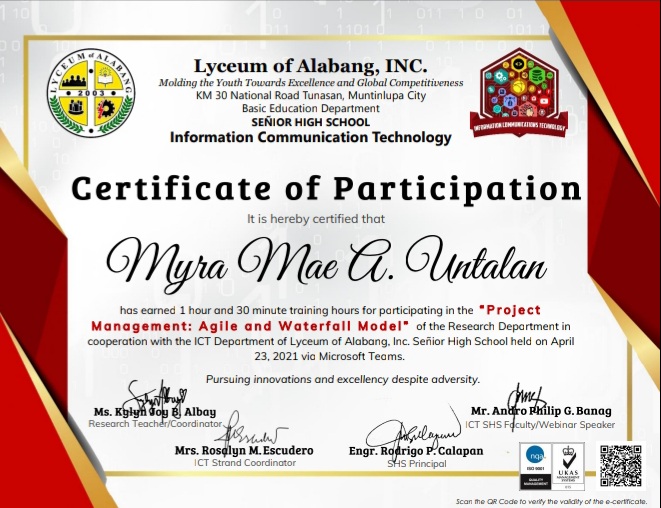 LYCEUM of ALABANG
2003
Lyceum of Alabang, INC.
Molding the Youth Towards Excellence and Global Competitiveness
KM 30 National Road Tunasan, Muntinlupa City
Basic Education Department
SEÑIOR HIGH SCHOOL
Information Communication Technology
INFORMATION COMMUNICATIONS TECHNOLOGY
Certificate of Participation
It is hereby certified that
Myra Mae A. Untalan
has earned 1 hour and 30 minute training hours for participating in the "Project
Management: Agile and Waterfall Model" of the Research Department in
cooperation with the ICT Department of Lyceum of Alabang, Inc. Señior High School held on April
23, 2021 via Microsoft Teams.
Pursuing innovations and excellency despite adversity.
Ms. Kylyn Joy B. Albay
Research Teacher/Coordinator
Mr. Andro Philip G. Banag
ICT SHS Faculty/Webinar Speaker
Mrs. Rosalyn M. Escudero
ICT Strand Coordinator
Engr. Rodrigo P. Calapan
SHS Principal
nqa.
ISO 9001
QUALITY
MANAGEMENT
UKAS
MANAGEMENT
SYSTEMS
Scan the QR Code to verify the validity of the e-certificate.